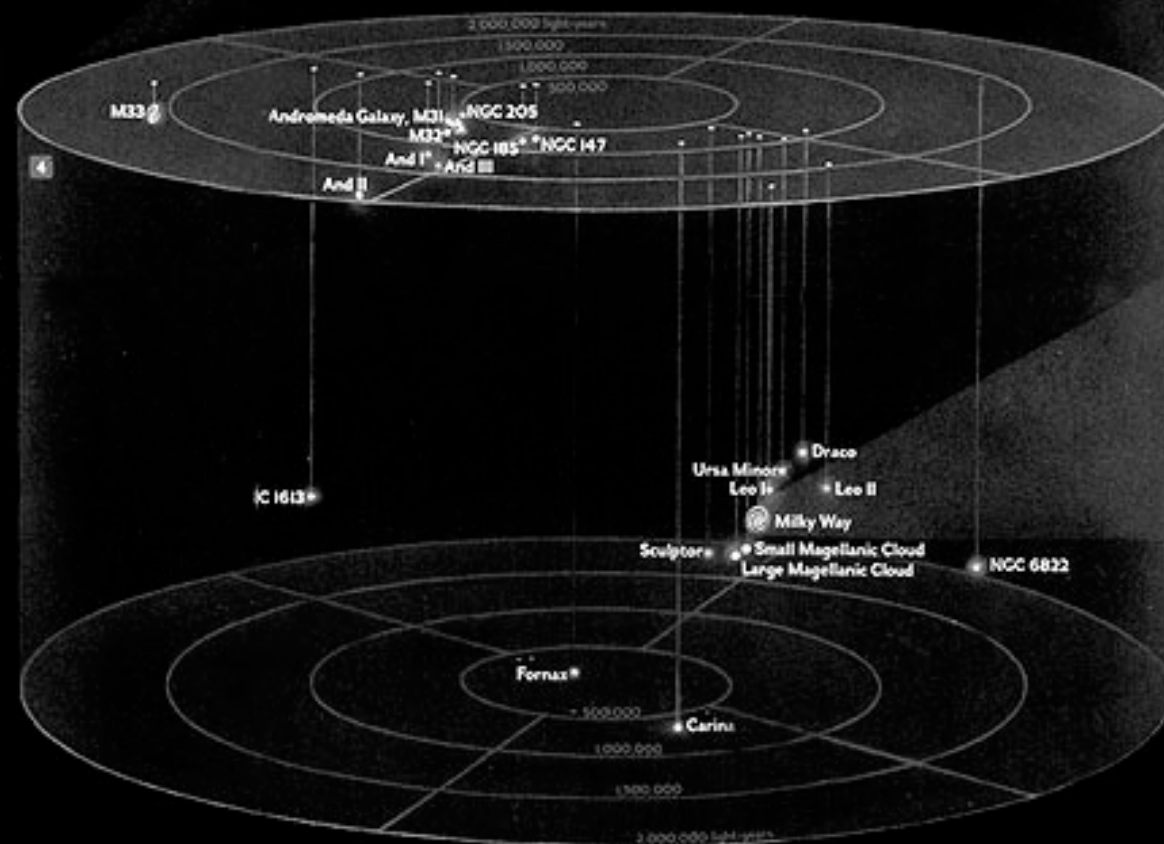 2,000,000 light-years
1,500,000
1,000,000
500,000
M33
Andromeda Galaxy, M31
NGC 205
M32
NGC 185
NGC 147
And I
And III
And II
4
Draco
Ursa Minor
Leo I
Leo II
IC 1613
Milky Way
Sculptor
Small Magellanic Cloud
Large Magellanic Cloud
NGC 6822
Fornax
500,000
Carina
1,000,000
1,500,000
2,000,000 light-years